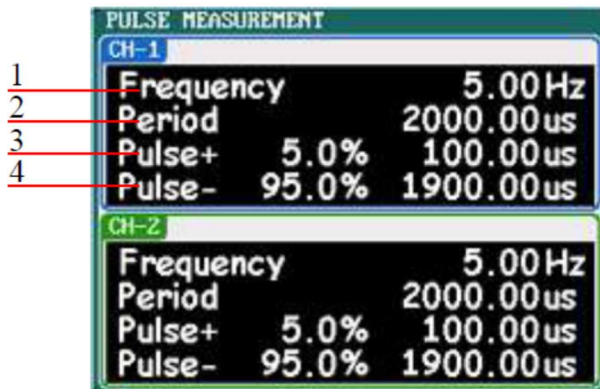 PULSE MEASUREMENT
CH-1
1 Frequency 5.00Hz
2 Period 2000.00us
3 Pulse+ 5.0% 100.00us
4 Pulse- 95.0% 1900.00us
CH-2
Frequency 5.00Hz
Period 2000.00us
Pulse+ 5.0% 100.00us
Pulse- 95.0% 1900.00us